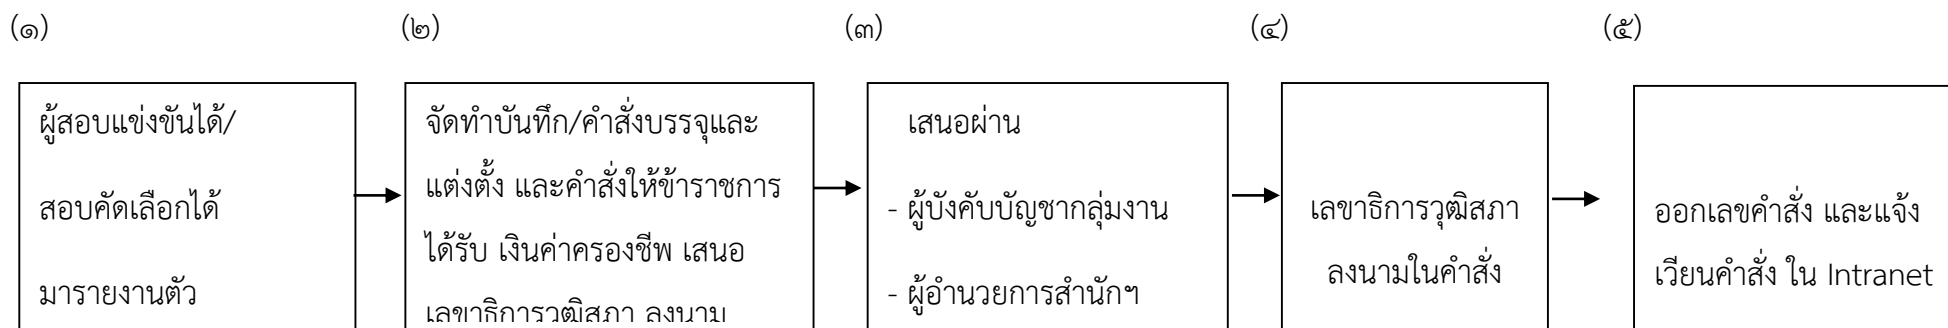 (๑)
(๒)
(๓)
(๔)
(๕)
ผู้สอบแข่งขันได้/
สอบคัดเลือกได้
มารายงานตัว
จัดทำบันทึก/คำสั่งบรรจุและ
แต่งตั้ง และคำสั่งให้ข้าราชการ
ได้รับ เงินค่าครองชีพ เสนอ
เลขาธิการวุฒิสภา ลงนาม
เสนอผ่าน
- ผู้บังคับบัญชากลุ่มงาน
- ผู้อำนวยการสำนักฯ
เลขาธิการวุฒิสภา
ลงนามในคำสั่ง
ออกเลขคำสั่ง และแจ้ง
เวียนคำสั่ง ใน Intranet